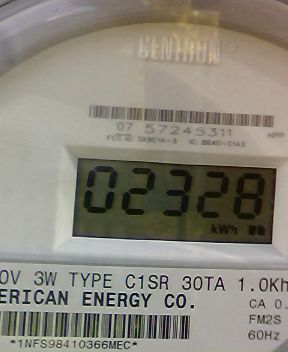 CENTRON
07 57245311
02328
kWh
0V 3W TYPE C1SR 30TA 1.0Kh
ERICAN ENERGY CO.
CA 0.
FM2S
60Hz
*1NFS98410366MEC*